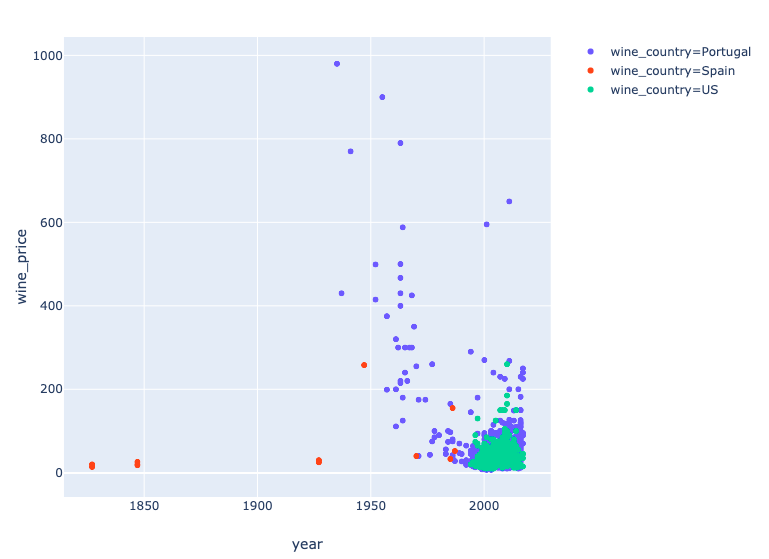 1000
800
600
400
200
0
1850
1900
1950
2000
year
wine_price
wine_country=Portugal
wine_country=Spain
wine_country=US